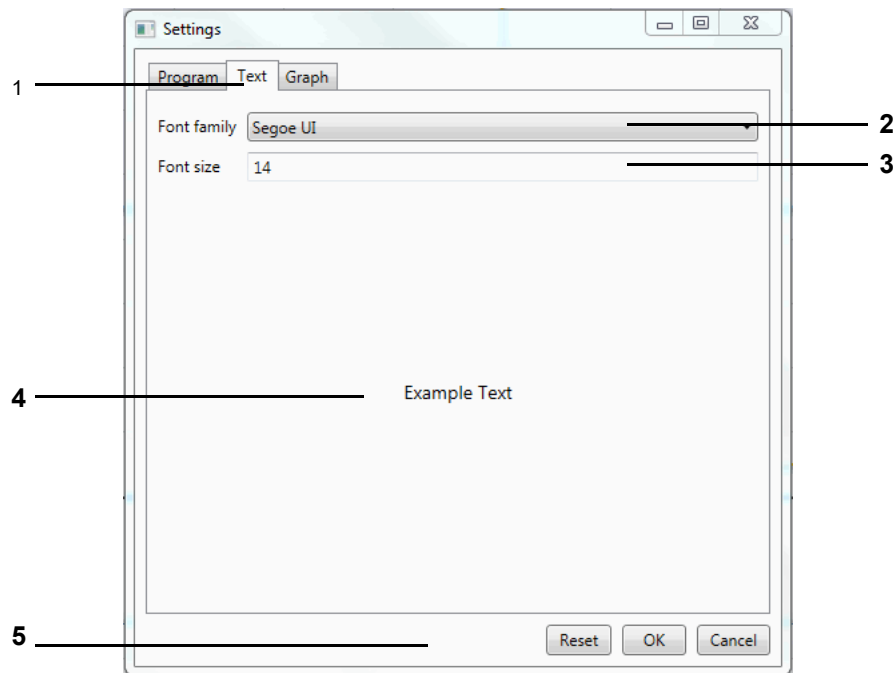 Settings
Program Text Graph
1
Font family Segoe UI
2
Font size 14
3
4
Example Text
5
Reset OK Cancel